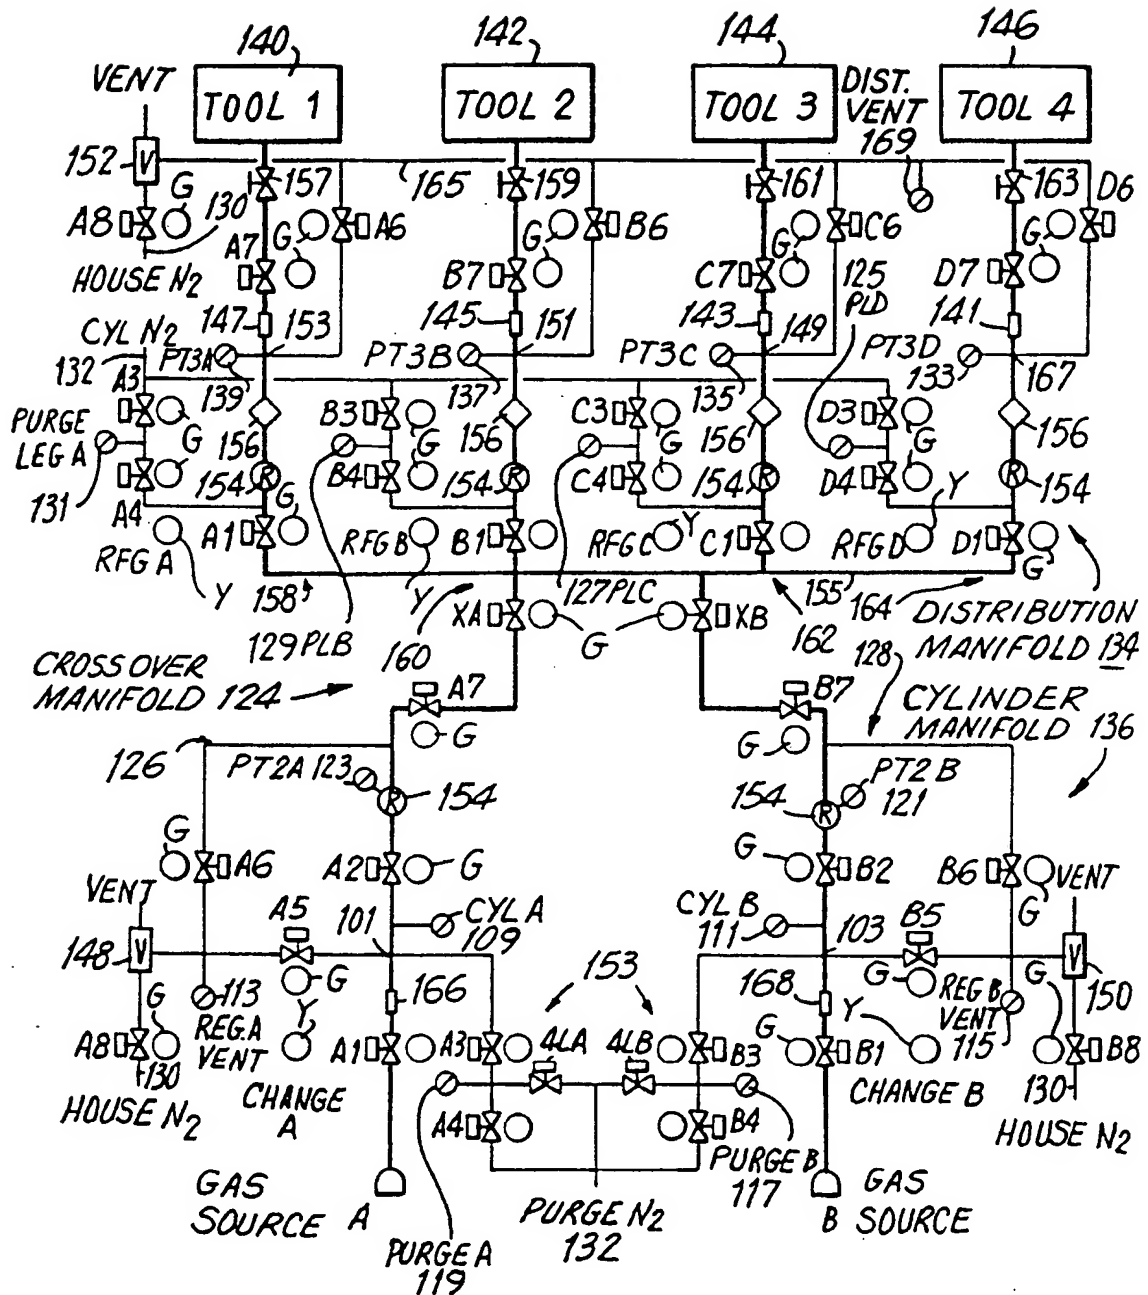 140 142 144 146
VENT TOOL 1 TOOL 2 TOOL 3 DIST. VENT 169 TOOL 4
152 V 157 165 159 161 163 D6
G 130 G G G G
A8 A7 A6 B7 B6 C7 C6 D7
HOUSE N2
125
147 153 145 151 143 149 PLD 141
CYL N2
132 PT3A PT3B PT3C PT3D
139 137 135 133 167
A3 G B3 G C3 G D3 G
PURGE LEG A 156 156 156 156
G
131 154 R B4 154 R C4 154 R D4 R 154
A4 G Y Y
RFG A A1 RFG B B1 RFG C C1 RFG D D1
Y 158 Y 127 PLC 155 164 G
129 PLB 160 XA G XB 162 DISTRIBUTION
MANIFOLD 134
CROSSOVER
MANIFOLD 124
A7 B7 128 CYLINDER
MANIFOLD 136
G G
126 PT2A 123 PT2B
154 R 154 R 121
G G G
A6 A2 B2 B6 G
VENT A5 CYL A CYL B B5 VENT
101 109 111 103
148 V V 150
G 113 G 166 153 168 G REG B G
REG. A VENT Y Y VENT 115
A8 A1 A3 4LA 4LB B3 G B1 B8
130 130
HOUSE N2 CHANGE A CHANGE B HOUSE N2
A4 B4
GAS
SOURCE A
PURGE B
117
B GAS
SOURCE
PURGE A
119
PURGE N2
132